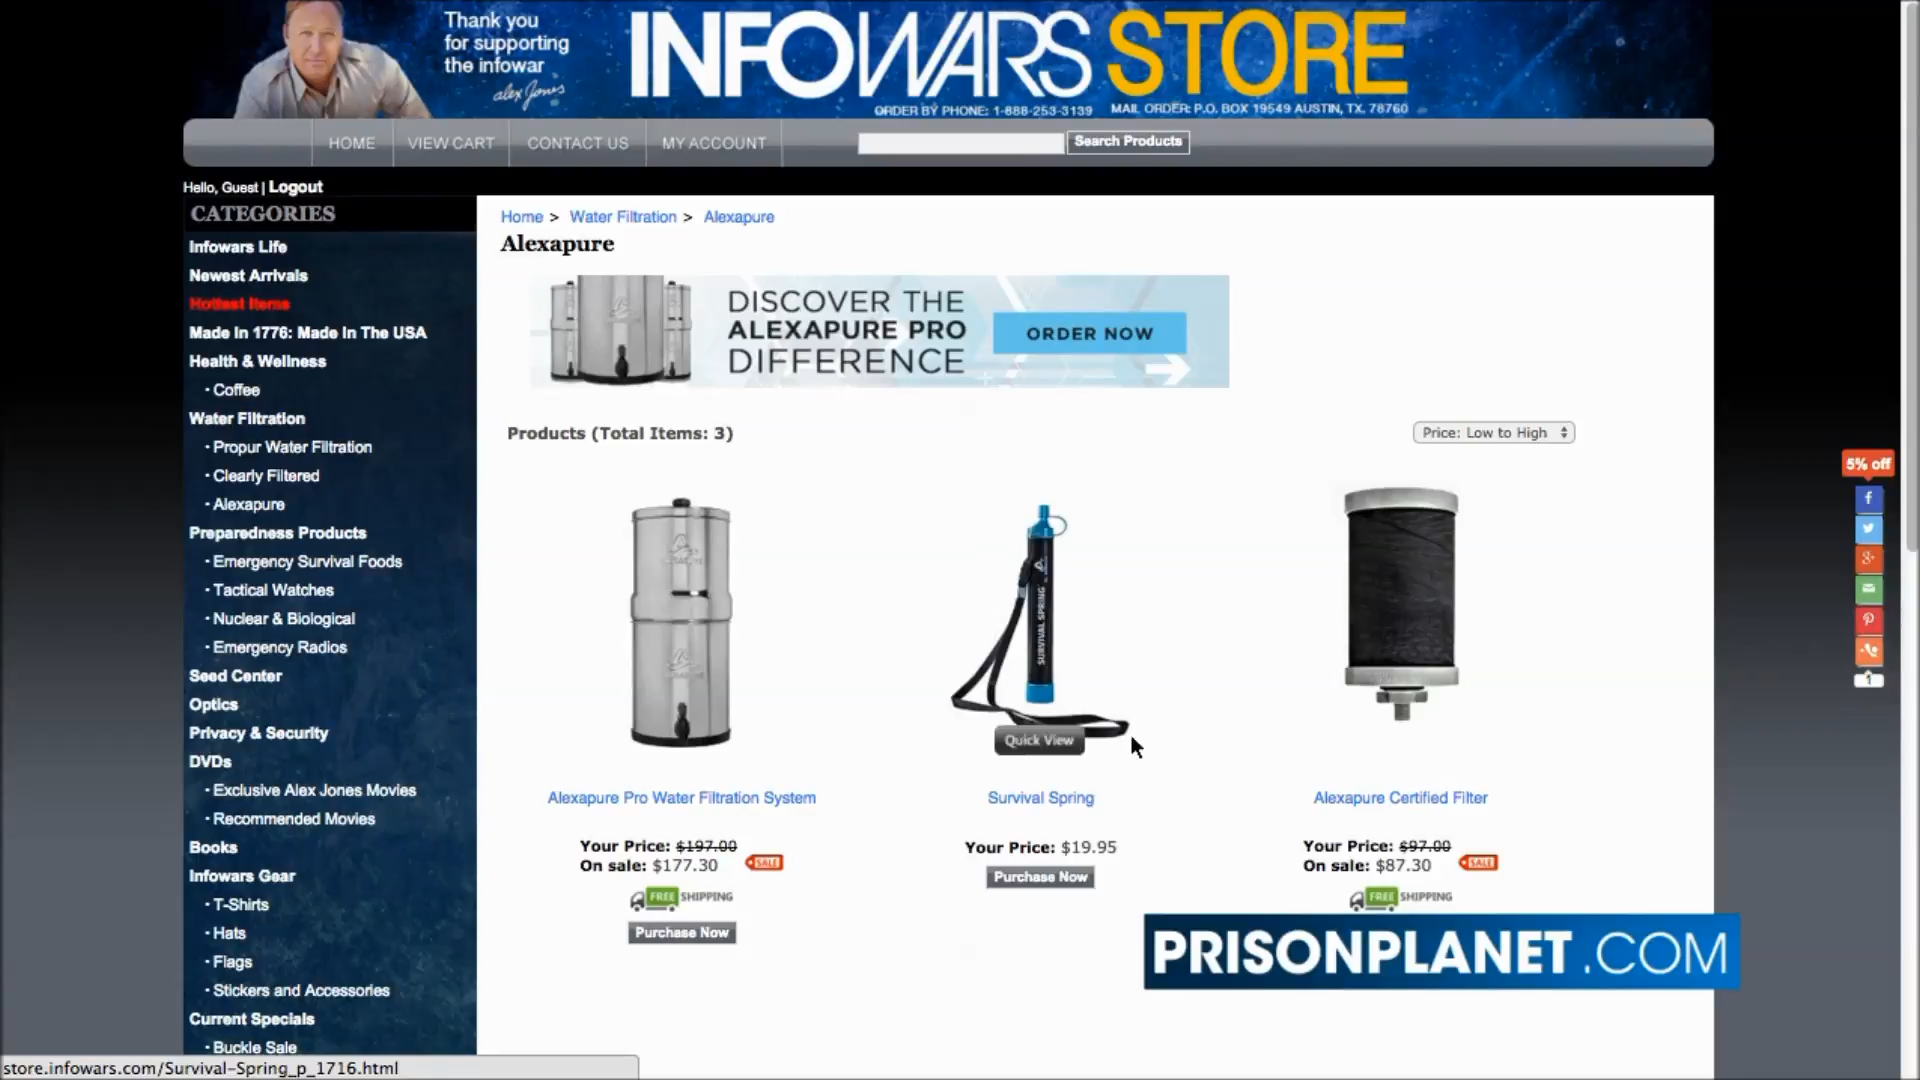 Thank you
for supporting
the infowar
alex Jones
INFOWARS STORE
ORDER BY PHONE: 1-888-253-3139 MAIL ORDER: P.O. BOX 19549 AUSTIN, TX. 78760
HOME VIEW CART CONTACT US MY ACCOUNT Search Products
Hello, Guest | Logout
CATEGORIES
Infowars Life
Newest Arrivals
Hottest Items
Made In 1776: Made In The USA
Health & Wellness
· Coffee
Water Filtration
· Propur Water Filtration
· Clearly Filtered
· Alexapure
Preparedness Products
· Emergency Survival Foods
· Tactical Watches
· Nuclear & Biological
· Emergency Radios
Seed Center
Optics
Privacy & Security
DVDs
· Exclusive Alex Jones Movies
· Recommended Movies
Books
Infowars Gear
· T-Shirts
· Hats
· Flags
· Stickers and Accessories
Current Specials
· Buckle Sale
Home > Water Filtration > Alexapure
Alexapure
DISCOVER THE
ALEXAPURE PRO
DIFFERENCE
ORDER NOW
Products (Total Items: 3)
Price: Low to High
SURVIVAL SPRING
Quick View
Alexapure Pro Water Filtration System
Your Price: $197.00
On sale: $177.30
SALE
FREE SHIPPING
Purchase Now
Survival Spring
Your Price: $19.95
Purchase Now
Alexapure Certified Filter
Your Price: $97.00
On sale: $87.30
SALE
FREE SHIPPING
PRISONPLANET.COM
5% off
1
store.infowars.com/Survival-Spring_p_1716.html